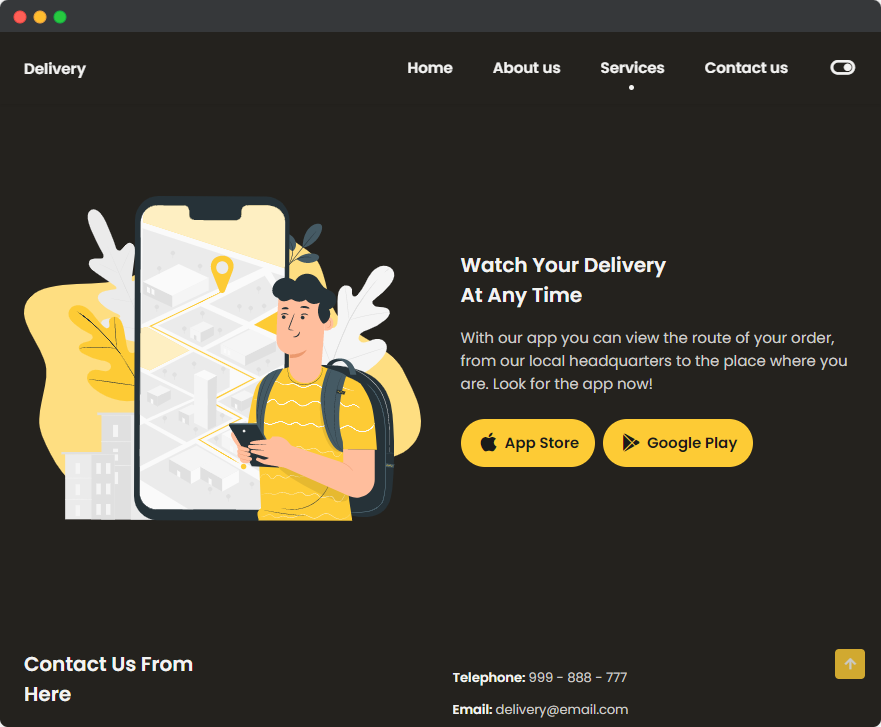 Delivery
Home
About us
Services
Contact us
Watch Your Delivery
At Any Time
With our app you can view the route of your order,
from our local headquarters to the place where you
are. Look for the app now!
App Store
Google Play
Contact Us From
Here
Telephone: 999 - 888 - 777
Email: delivery@email.com